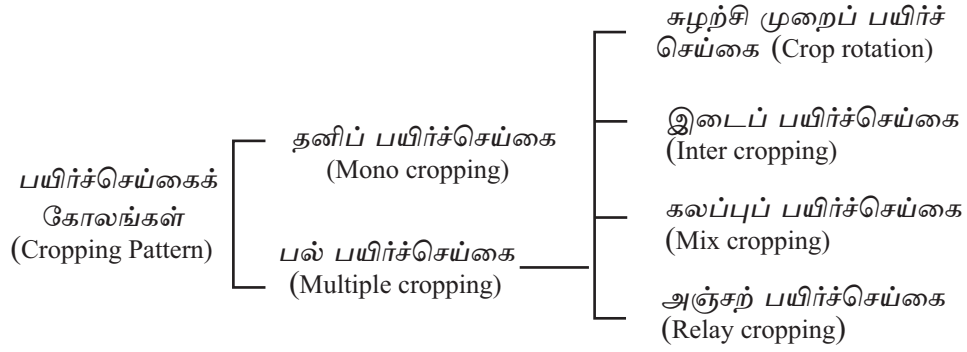 பயிர்ச்செய்கைக்
கோலங்கள்
(Cropping Pattern)
தனிப் பயிர்ச்செய்கை
(Mono cropping)
பல் பயிர்ச்செய்கை
(Multiple cropping)
சுழற்சி முறைப் பயிர்ச்
செய்கை (Crop rotation)
இடைப் பயிர்ச்செய்கை
(Inter cropping)
கலப்புப் பயிர்ச்செய்கை
(Mix cropping)
அஞ்சற் பயிர்ச்செய்கை
(Relay cropping)